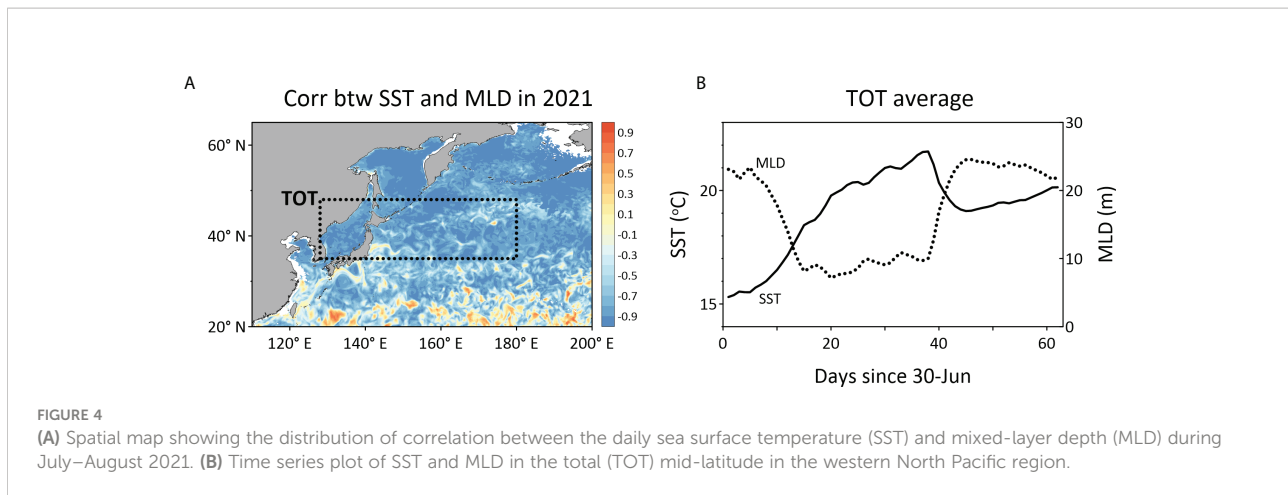 A
Corr btw SST and MLD in 2021
60° N
40° N
20° N
TOT
120° E
140° E
160° E
180° E
200° E
0.9
0.7
0.5
0.3
0.1
-0.1
-0.3
-0.5
-0.7
-0.9
B
TOT average
SST (°C)
20
15
MLD
SST
30
20
10
0
MLD (m)
0
20
40
60
Days since 30-Jun
FIGURE 4
(A) Spatial map showing the distribution of correlation between the daily sea surface temperature (SST) and mixed-layer depth (MLD) during
July–August 2021. (B) Time series plot of SST and MLD in the total (TOT) mid-latitude in the western North Pacific region.